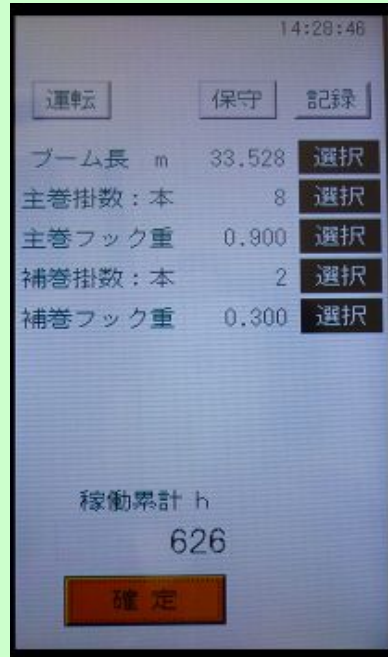 14:28:46
運転 保守 記録
ブーム長 m 33.528 選択
主巻掛数:本 8 選択
主巻フック重 0.900 選択
補巻掛数:本 2 選択
補巻フック重 0.300 選択
稼働累計 h
626
確定